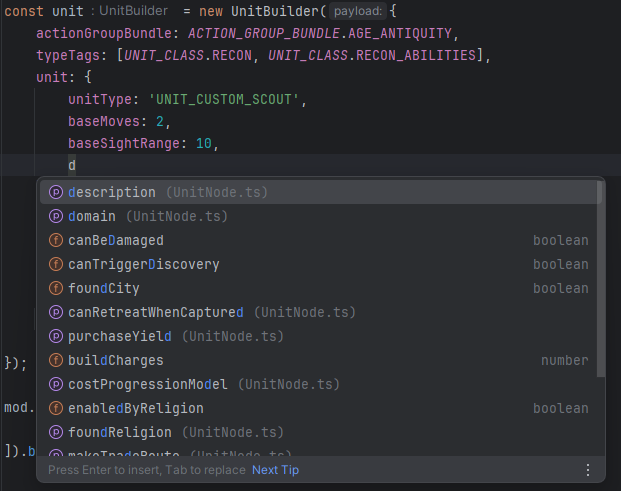 const unit : UnitBuilder = new UnitBuilder( payload: {
actionGroupBundle: ACTION_GROUP_BUNDLE.AGE_ANTIQUITY,
typeTags: [UNIT_CLASS.RECON, UNIT_CLASS.RECON_ABILITIES],
unit: {
unitType: 'UNIT_CUSTOM_SCOUT',
baseMoves: 2,
baseSightRange: 10,
d
description (UnitNode.ts)
domain (UnitNode.ts)
canBeDamaged boolean
canTriggerDiscovery boolean
foundCity boolean
canRetreatWhenCaptured (UnitNode.ts)
purchaseYield (UnitNode.ts)
buildCharges number
costProgressionModel (UnitNode.ts)
enabledByReligion boolean
foundReligion (UnitNode.ts)
makeTradeRoute (UnitNode.ts)
Press Enter to insert, Tab to replace Next Tip
});
mod.
]).b